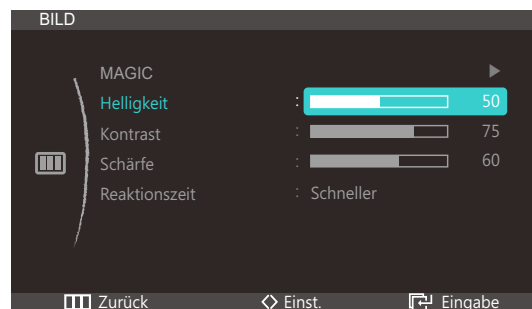 BILD
MAGIC
Helligkeit : 50
Kontrast : 75
Schärfe : 60
Reaktionszeit : Schneller
Zurück Einst. Eingabe